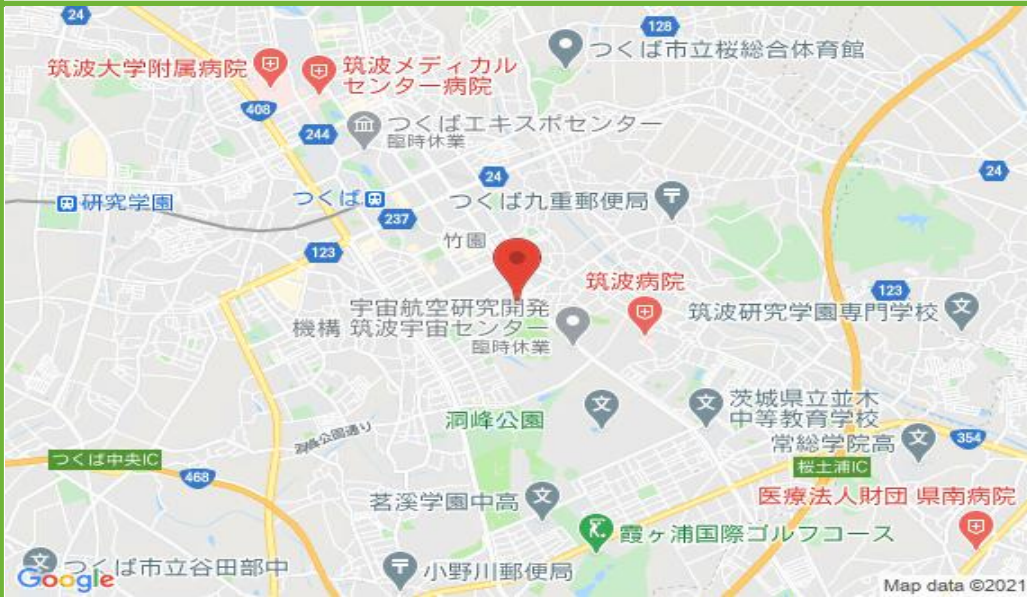 24
128
つくば市立桜総合体育館
筑波大学附属病院
筑波メディカル
センター病院
408
244
つくばエキスポセンター
臨時休業
24
24
研究学園
つくば
つくば九重郵便局
237
竹園
123
筑波病院
123
宇宙航空研究開発
機構 筑波宇宙センター
臨時休業
筑波研究学園専門学校
洞峰公園
茨城県立並木
中等教育学校
洞峰公園通り
常総学院高
354
つくば中央IC
桜土浦IC
468
茗溪学園中高
医療法人財団 県南病院
霞ヶ浦国際ゴルフコース
つくば市立谷田部中
小野川郵便局
Google
Map data ©2021